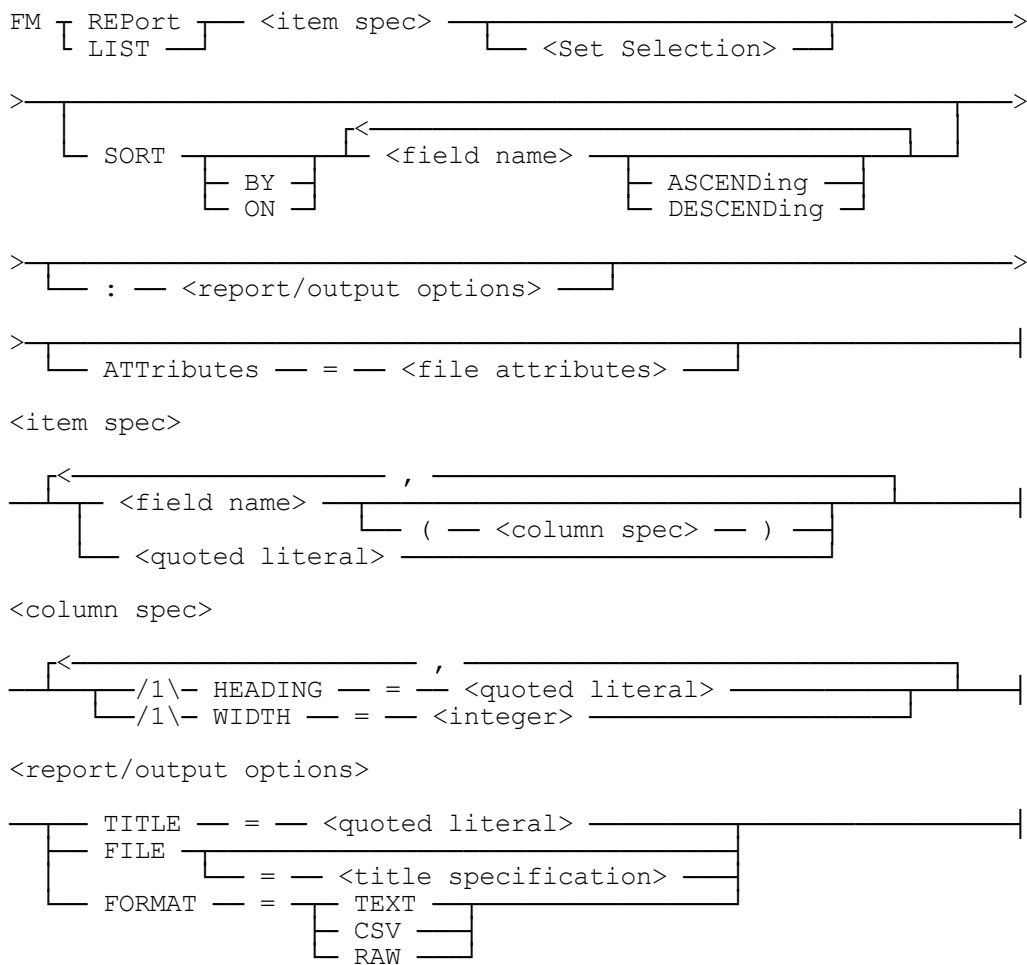 FM REPort <item spec> >
LIST <Set Selection>
> >
<
SORT <field name>
BY ASCENDing
ON DESCENDing
> >
: <report/output options>
>
ATTributes = <file attributes>
<item spec>
< ,
<field name>
( <column spec> )
<quoted literal>
<column spec>
< ,
/1\ HEADING = <quoted literal>
/1\ WIDTH = <integer>
<report/output options>
TITLE = <quoted literal>
FILE
= <title specification>
FORMAT = TEXT
CSV
RAW